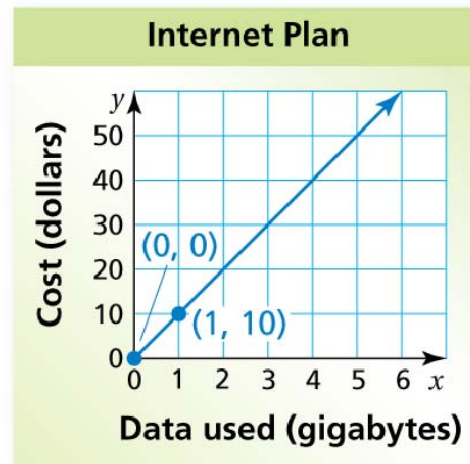 Internet Plan
Cost (dollars)
y
50
40
30
20
10
0
(0, 0)
(1, 10)
0 1 2 3 4 5 6 x
Data used (gigabytes)